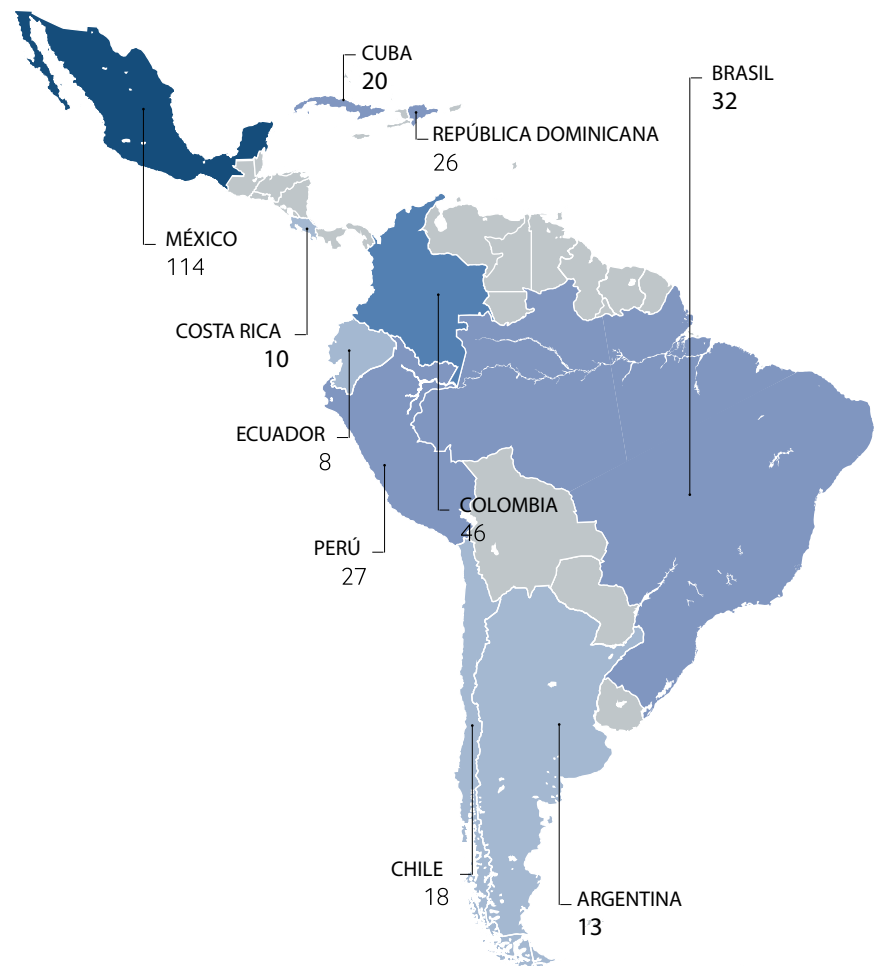 CUBA
20
BRASIL
32
REPÚBLICA DOMINICANA
26
MÉXICO
114
COSTA RICA
10
ECUADOR
8
COLOMBIA
46
PERÚ
27
CHILE
18
ARGENTINA
13